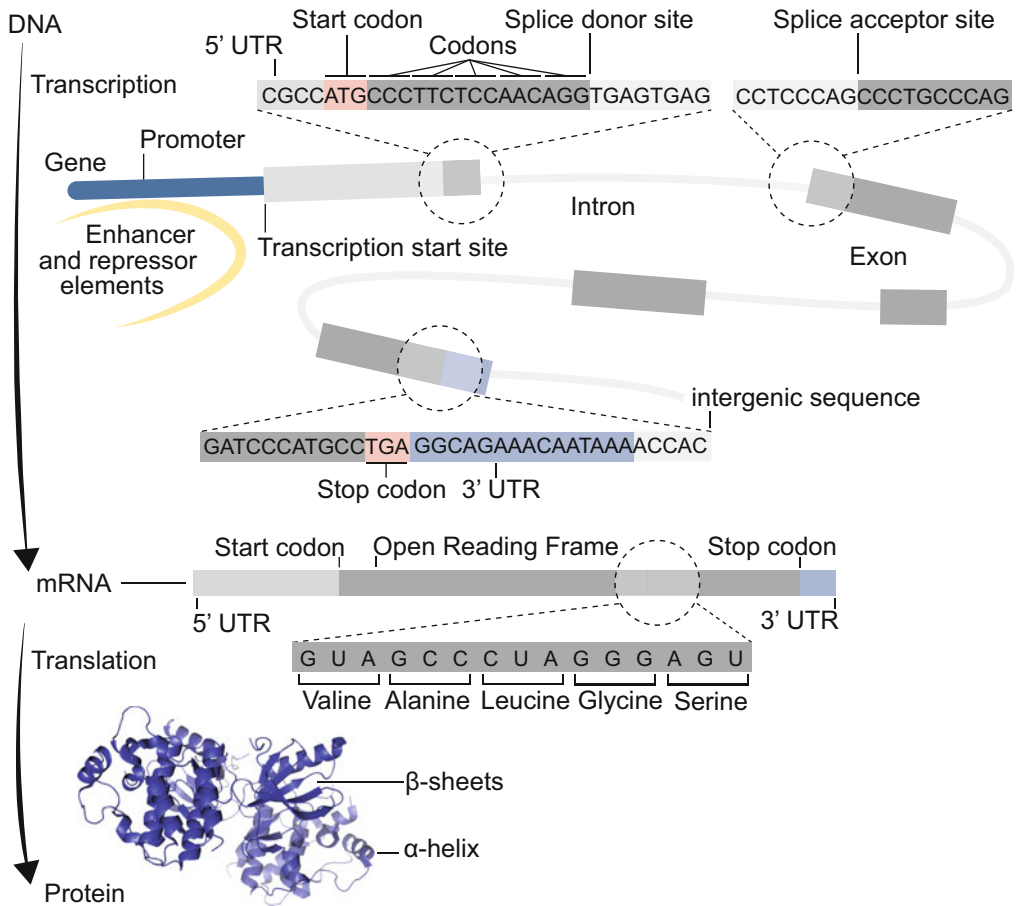 DNA
Start codon
Splice donor site
Splice acceptor site
5’ UTR
Codons
Transcription
CGCCATGCCCTTCTCCAACAGGTGAGTGAG
CCTCCCAGCCCTGCCCAG
Promoter
Gene
Intron
Enhancer
and repressor
elements
Transcription start site
Exon
intergenic sequence
GATCCCATGCCTGA GGCAGAAACAATAAAACCAC
Stop codon
3’ UTR
Start codon
Open Reading Frame
Stop codon
mRNA
5’ UTR
3’ UTR
Translation
G U A G C C C U A G G G A G U
Valine Alanine Leucine Glycine Serine
β-sheets
α-helix
Protein